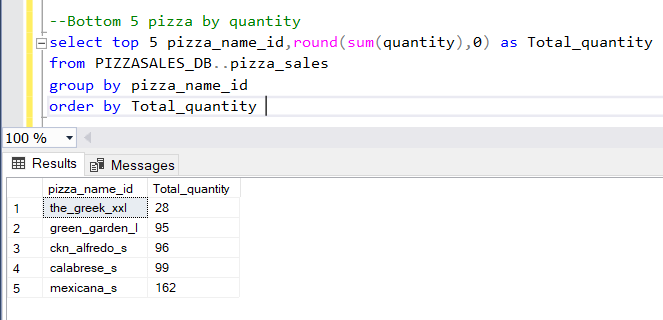 --Bottom 5 pizza by quantity
select top 5 pizza_name_id,round(sum(quantity),0) as Total_quantity
from PIZZASALES_DB..pizza_sales
group by pizza_name_id
order by Total_quantity
100 %
Results Messages
pizza_name_id Total_quantity
1 the_greek_xxl 28
2 green_garden_l 95
3 ckn_alfredo_s 96
4 calabrese_s 99
5 mexicana_s 162